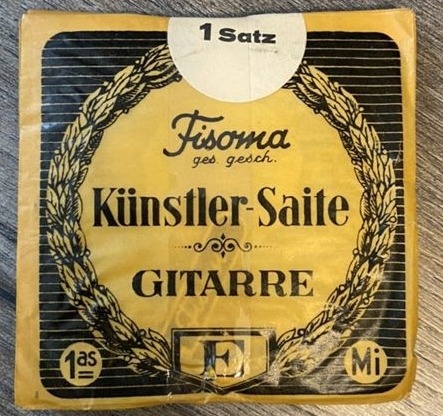 1 Satz
Fisoma
ges. gesch.
Künstler-Saite
GITARRE
1as
E
Mi